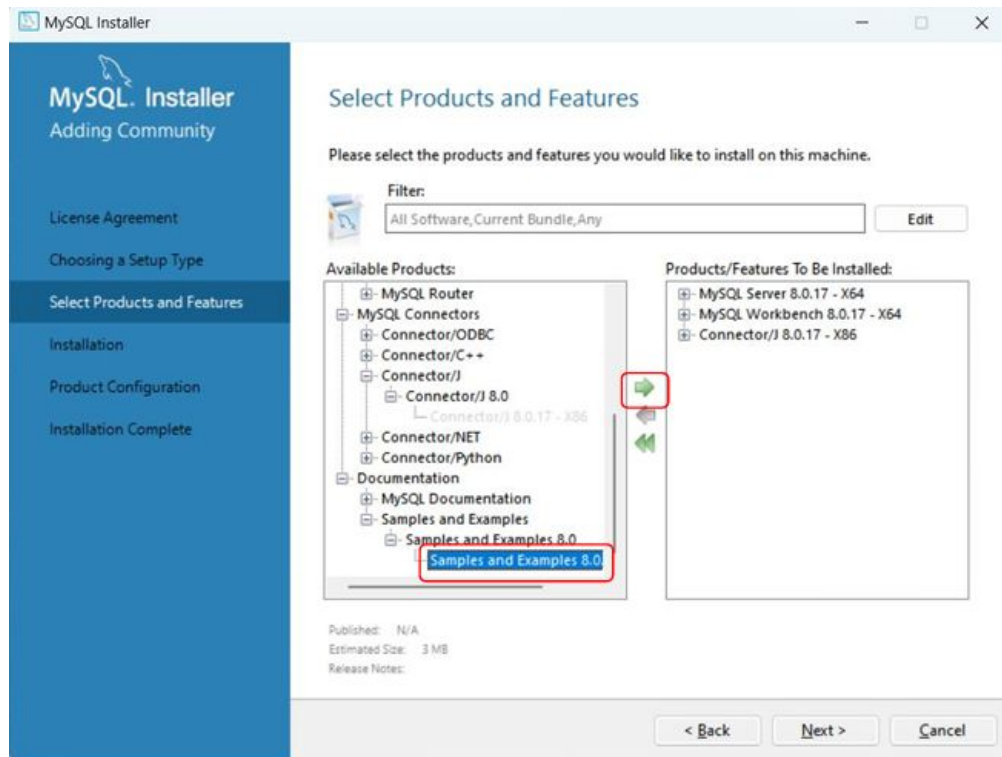 MySQL Installer
MySQL. Installer
Adding Community
License Agreement
Choosing a Setup Type
Select Products and Features
Installation
Product Configuration
Installation Complete
Select Products and Features
Please select the products and features you would like to install on this machine.
Filter:
All Software,Current Bundle,Any
Edit
Available Products:
MySQL Router
MySQL Connectors
Connector/ODBC
Connector/C++
Connector/J
Connector/J 8.0
Connector/J 8.0.17 - X86
Connector/NET
Connector/Python
Documentation
MySQL Documentation
Samples and Examples
Samples and Examples 8.0
Samples and Examples 8.0.
Products/Features To Be Installed:
MySQL Server 8.0.17 - X64
MySQL Workbench 8.0.17 - X64
Connector/J 8.0.17 - X86
Published: N/A
Estimated Size: 3 MB
Release Notes:
< Back
Next >
Cancel